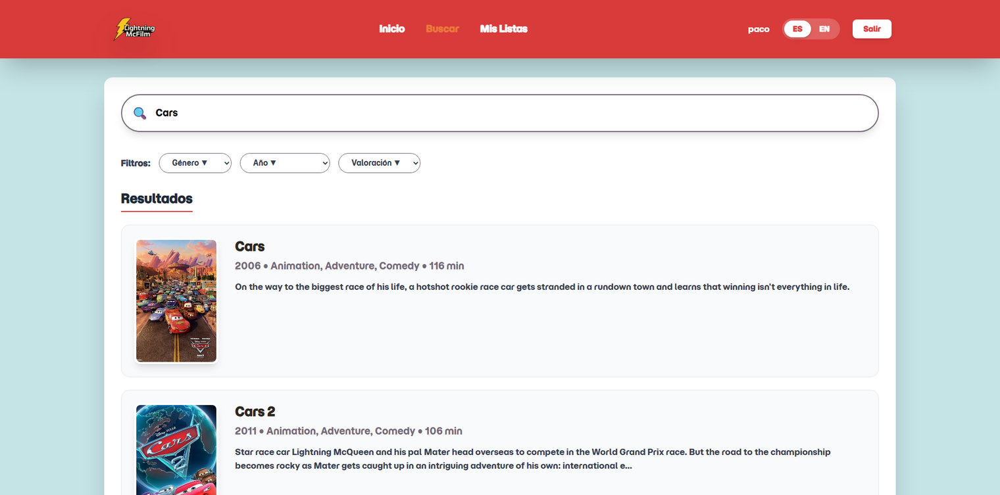 Lightning
McFilm
Inicio
Buscar
Mis Listas
paco
ES
EN
Salir
Cars
Filtros:
Género ▼
Año ▼
Valoración ▼
Resultados
Cars
2006 • Animation, Adventure, Comedy • 116 min
On the way to the biggest race of his life, a hotshot rookie race car gets stranded in a rundown town and learns that winning isn't everything in life.
Cars
Cars 2
2011 • Animation, Adventure, Comedy • 106 min
Star race car Lightning McQueen and his pal Mater head overseas to compete in the World Grand Prix race. But the road to the championship
becomes rocky as Mater gets caught up in an intriguing adventure of his own: international e...
DISNEY PIXAR
Cars
2